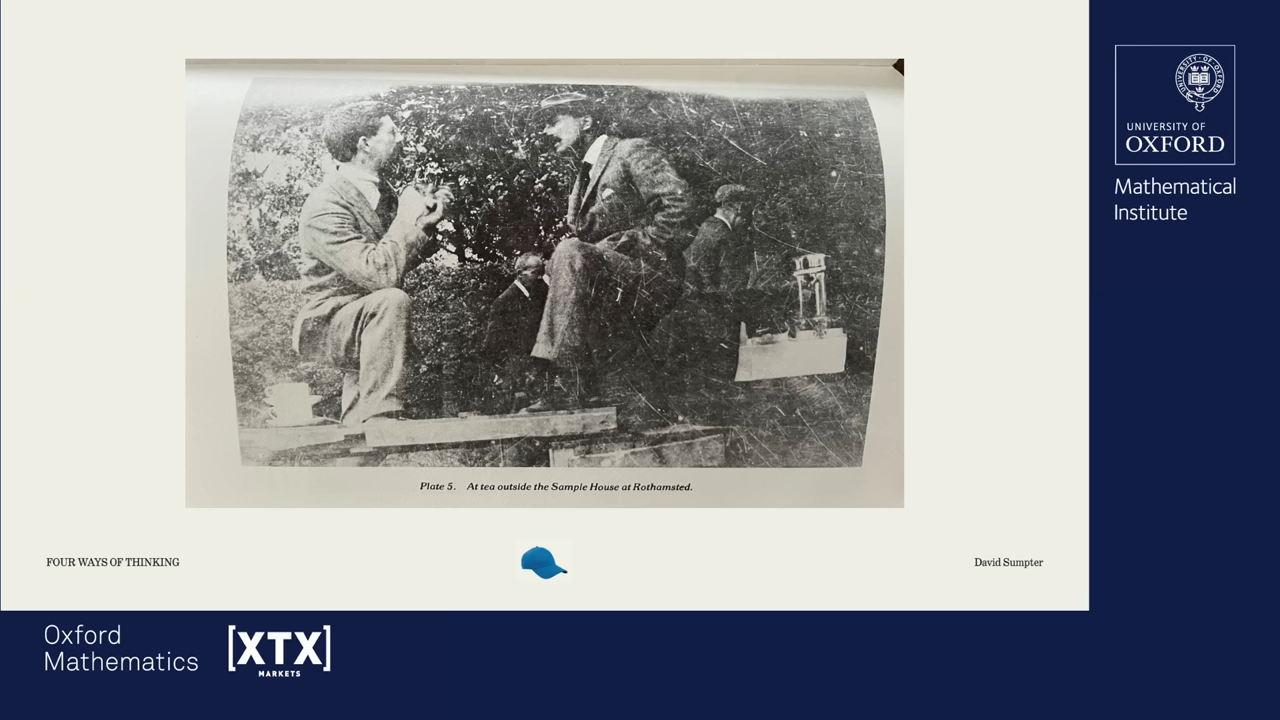 Plate 5. At tea outside the Sample House at Rothamsted.
FOUR WAYS OF THINKING
David Sumpter
UNIVERSITY OF
OXFORD
Mathematical
Institute
Oxford
Mathematics
[XTX]
MARKETS